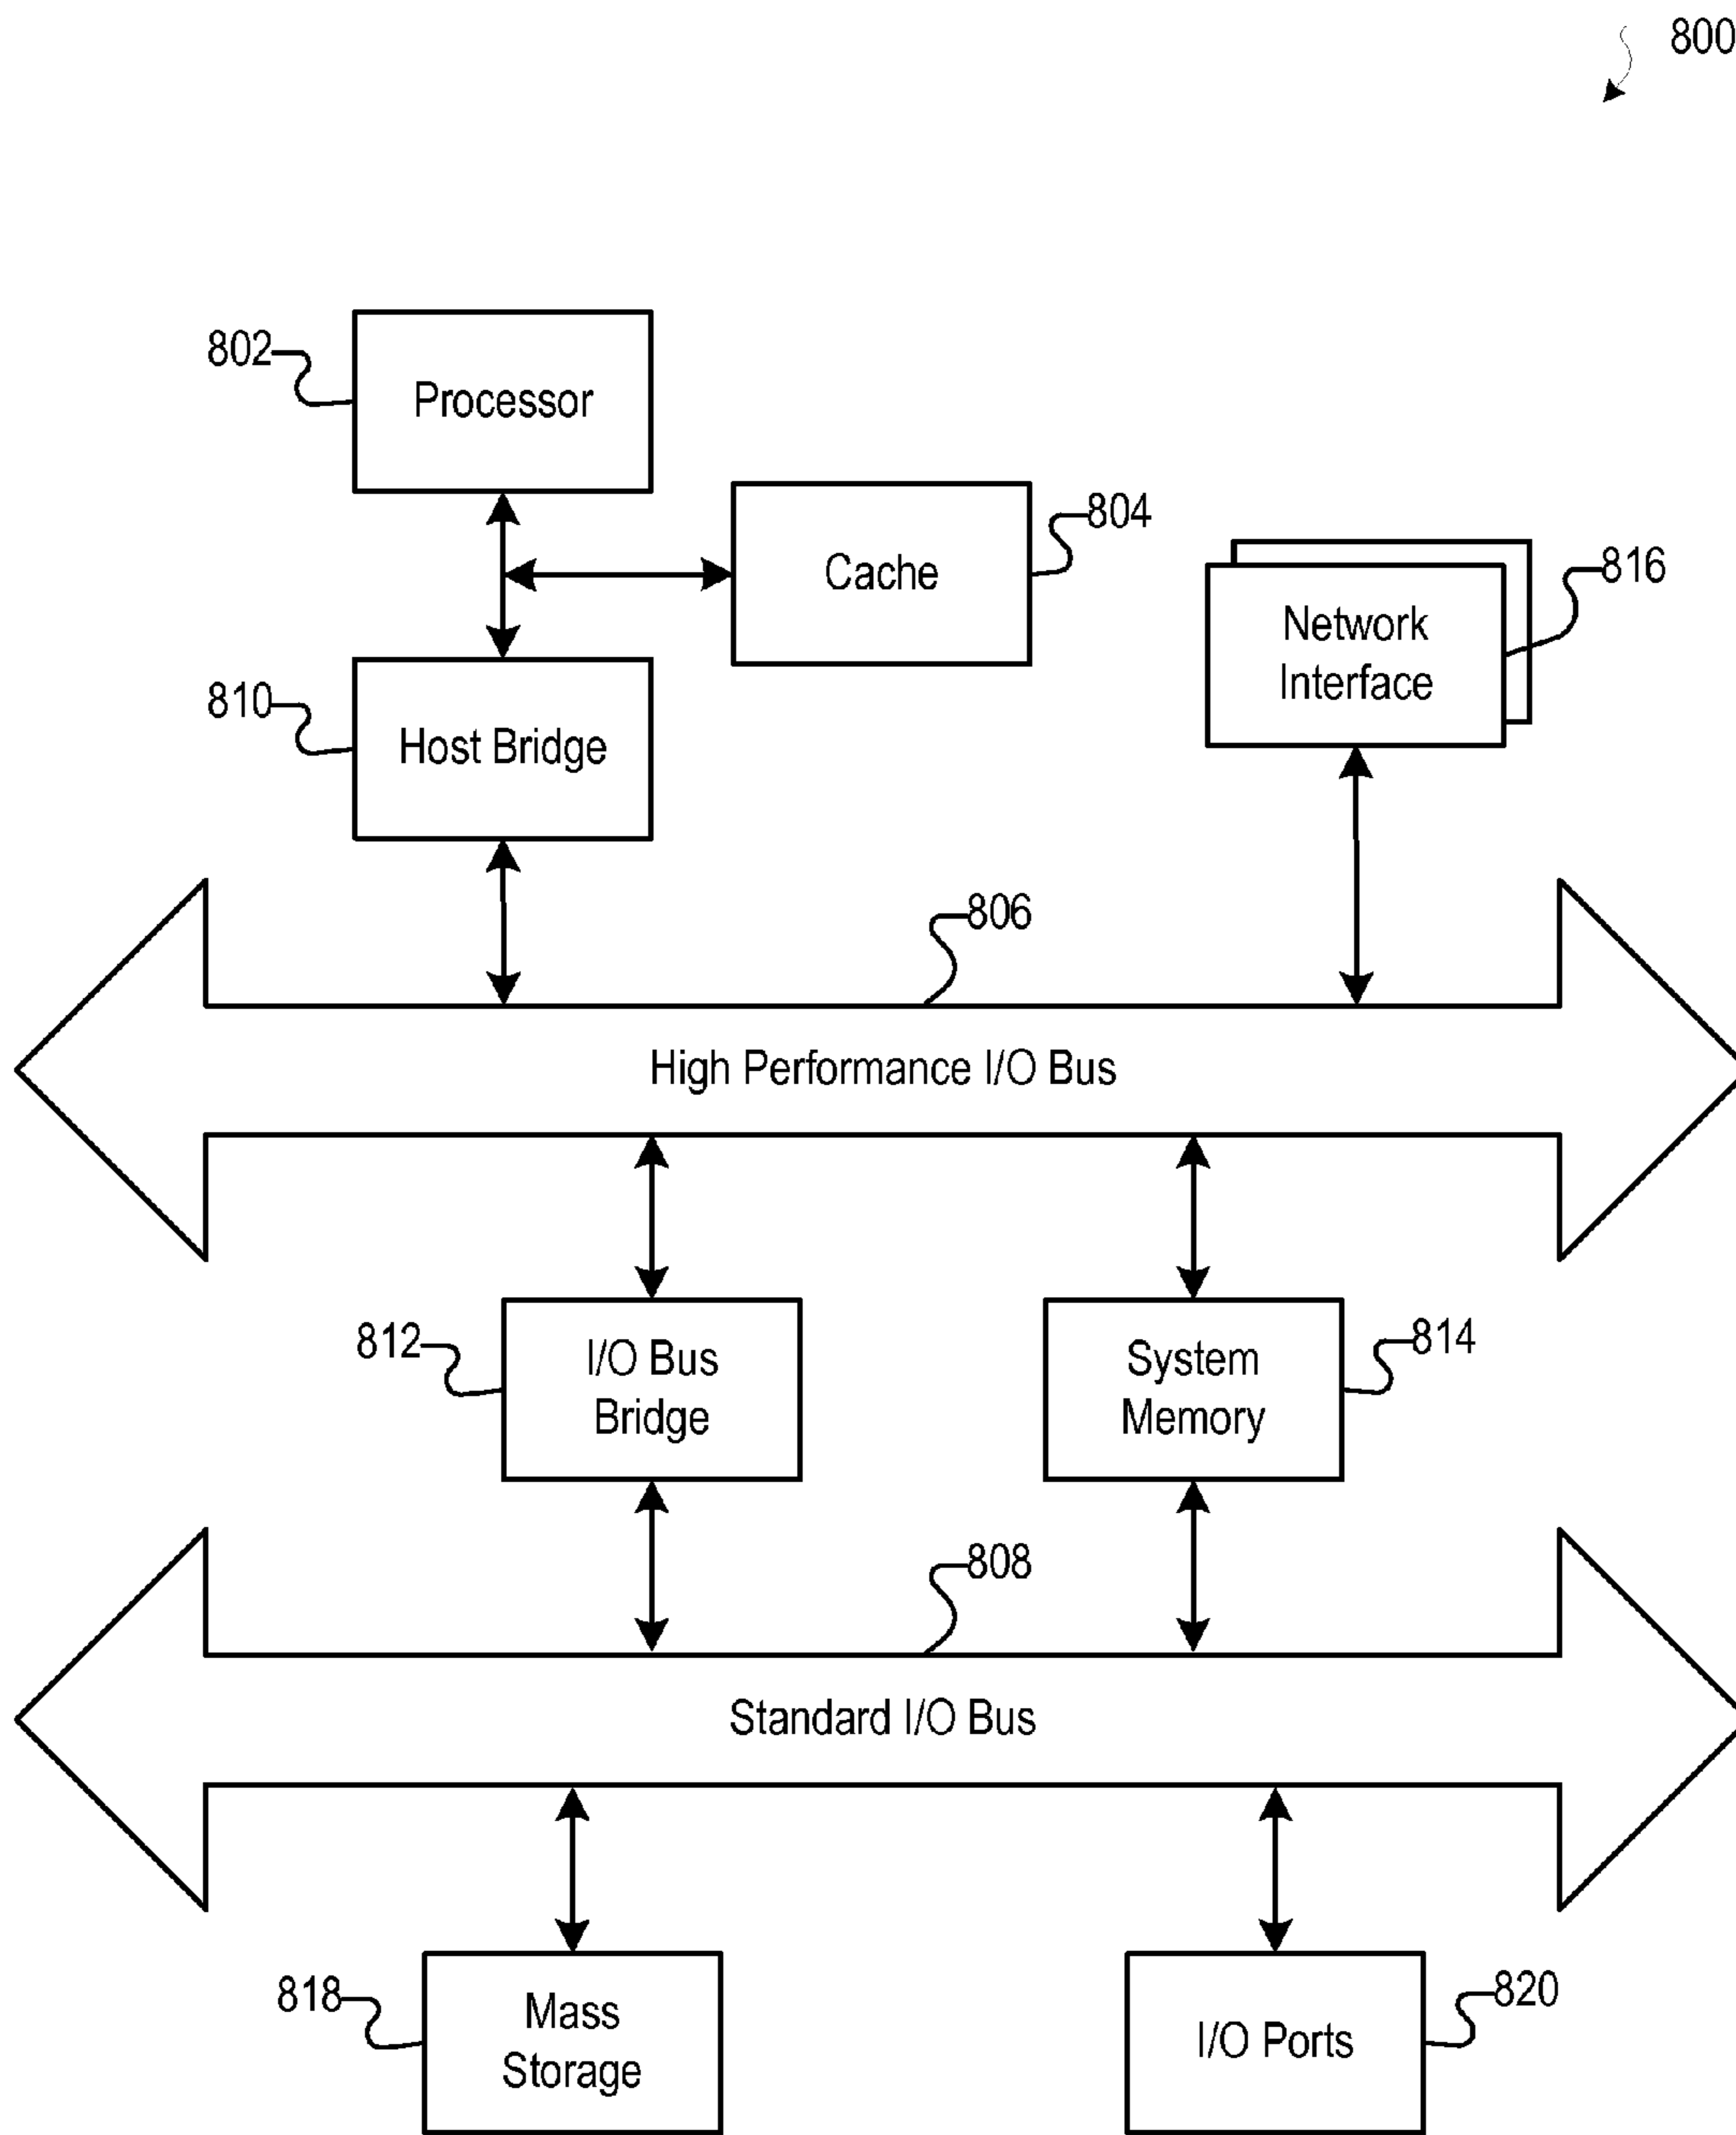 800
802
Processor
804
Cache
816
Network
Interface
810
Host Bridge
806
High Performance I/O Bus
812
I/O Bus
Bridge
814
System
Memory
808
Standard I/O Bus
818
Mass
Storage
820
I/O Ports